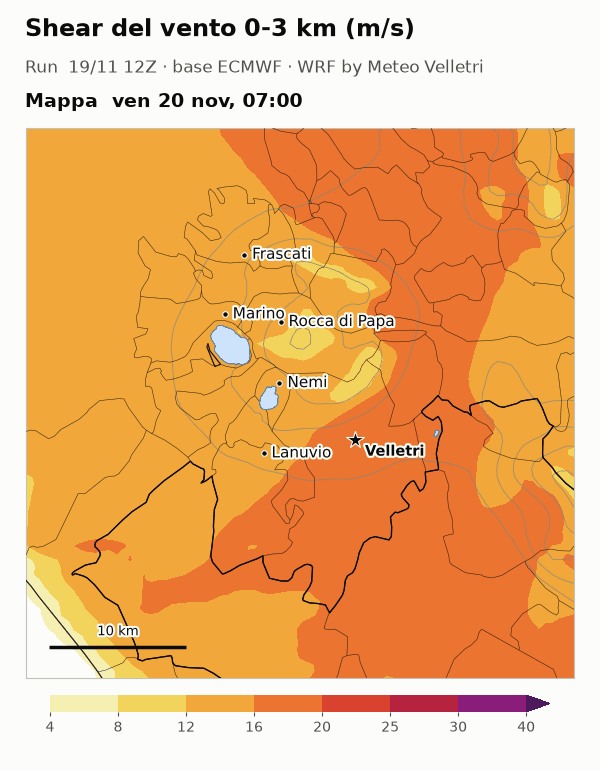 Shear del vento 0-3 km (m/s)
Run  19/11 12Z · base ECMWF · WRF by Meteo Velletri
Mappa  ven 20 nov, 07:00
Frascati
Marino
Rocca di Papa
Nemi
Velletri
Lanuvio
10 km
4 8 12 16 20 25 30 40